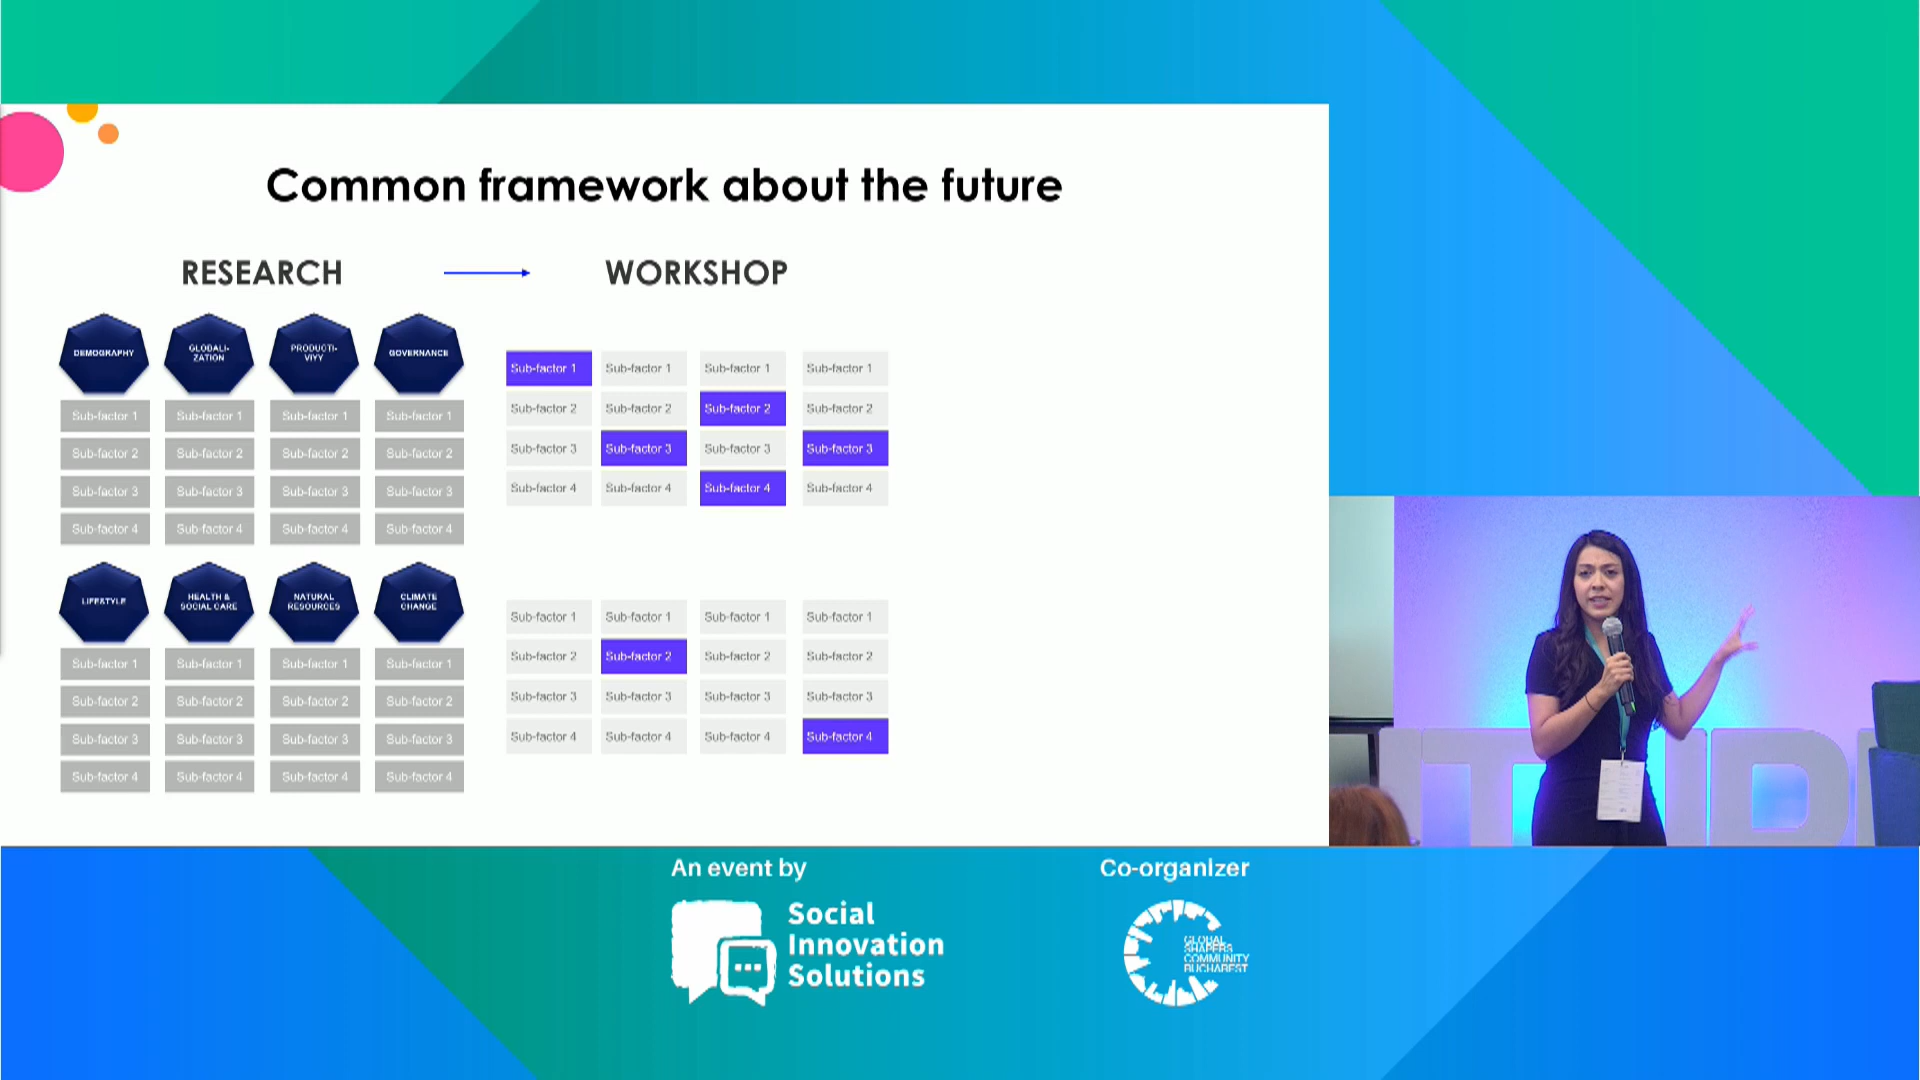 Common framework about the future
RESEARCH
WORKSHOP
DEMOGRAPHY
GLOBALI-
ZATION
PRODUCTI-
VIVY
GOVERNANCE
Sub-factor 1 Sub-factor 1 Sub-factor 1 Sub-factor 1
Sub-factor 2 Sub-factor 2 Sub-factor 2 Sub-factor 2
Sub-factor 3 Sub-factor 3 Sub-factor 3 Sub-factor 3
Sub-factor 4 Sub-factor 4 Sub-factor 4 Sub-factor 4
LIFESTYLE
HEALTH &
SOCIAL CARE
NATURAL
RESOURCES
CLIMATE
CHANGE
Sub-factor 1 Sub-factor 1 Sub-factor 1 Sub-factor 1
Sub-factor 2 Sub-factor 2 Sub-factor 2 Sub-factor 2
Sub-factor 3 Sub-factor 3 Sub-factor 3 Sub-factor 3
Sub-factor 4 Sub-factor 4 Sub-factor 4 Sub-factor 4
Sub-factor 1 Sub-factor 1 Sub-factor 1 Sub-factor 1
Sub-factor 2 Sub-factor 2 Sub-factor 2 Sub-factor 2
Sub-factor 3 Sub-factor 3 Sub-factor 3 Sub-factor 3
Sub-factor 4 Sub-factor 4 Sub-factor 4 Sub-factor 4
Sub-factor 1 Sub-factor 1 Sub-factor 1 Sub-factor 1
Sub-factor 2 Sub-factor 2 Sub-factor 2 Sub-factor 2
Sub-factor 3 Sub-factor 3 Sub-factor 3 Sub-factor 3
Sub-factor 4 Sub-factor 4 Sub-factor 4 Sub-factor 4
An event by
Social
Innovation
Solutions
Co-organizer
GLOBAL
SHAPERS
COMMUNITY
BUCHAREST